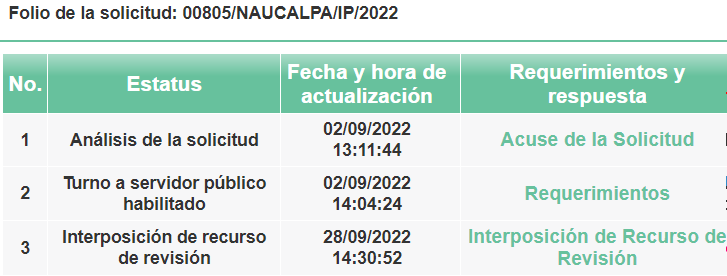 Folio de la solicitud: 00805/NAUCALPA/IP/2022
No. Estatus Fecha y hora de actualización Requerimientos y respuesta
1 Análisis de la solicitud 02/09/2022 13:11:44 Acuse de la Solicitud
2 Turno a servidor público habilitado 02/09/2022 14:04:24 Requerimientos
3 Interposición de recurso de revisión 28/09/2022 14:30:52 Interposición de Recurso de Revisión